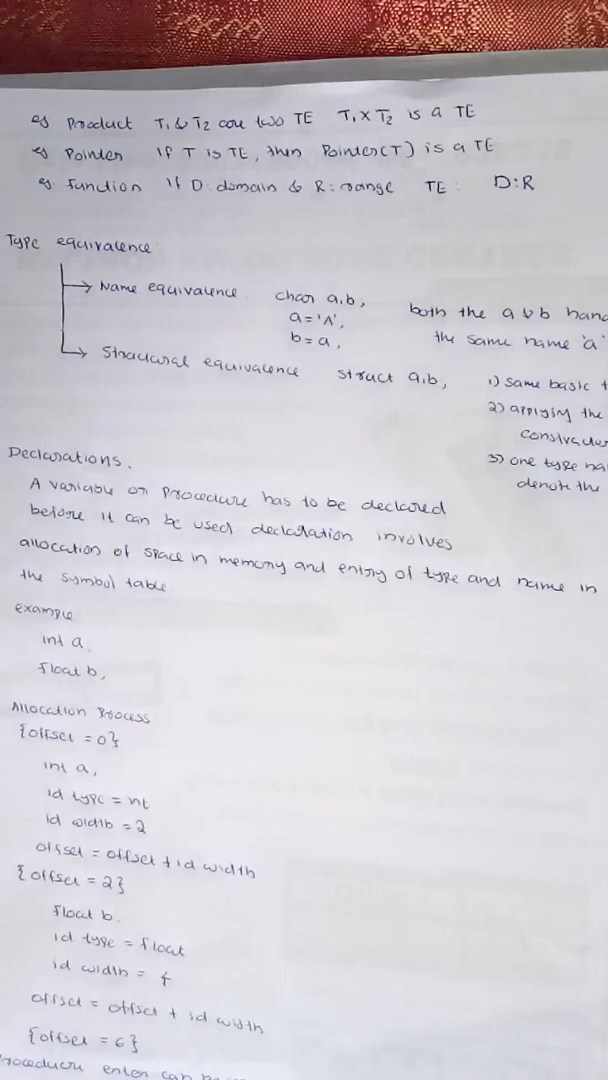 eg Product T₁ & T₂ are two TE T₁ X T₂ is a TE
eg Pointer If T is TE, then Pointer(T) is a TE
eg. Function If D: domain & R: range TE: D:R
Type equivalence:
→ Name equivalence: char a,b, both the a & b
a='A', the same name 'a'
b=a,
→ Structural equivalence struct a,b, 1) same basic
2) applying the
3) one type
denote the
Declarations.
A variable or Procedure has to be declared
before it can be used declaration involves
allocation of space in memory and entry of type and name in
the symbol table
example
int a,
float b,
Allocation Process
{offset = 0}
int a,
id type = int
id width = 2
offset = offset + id width
{offset = 2}
float b.
id type = float
id width = 4
offset = offset + id width
{offset = 6}